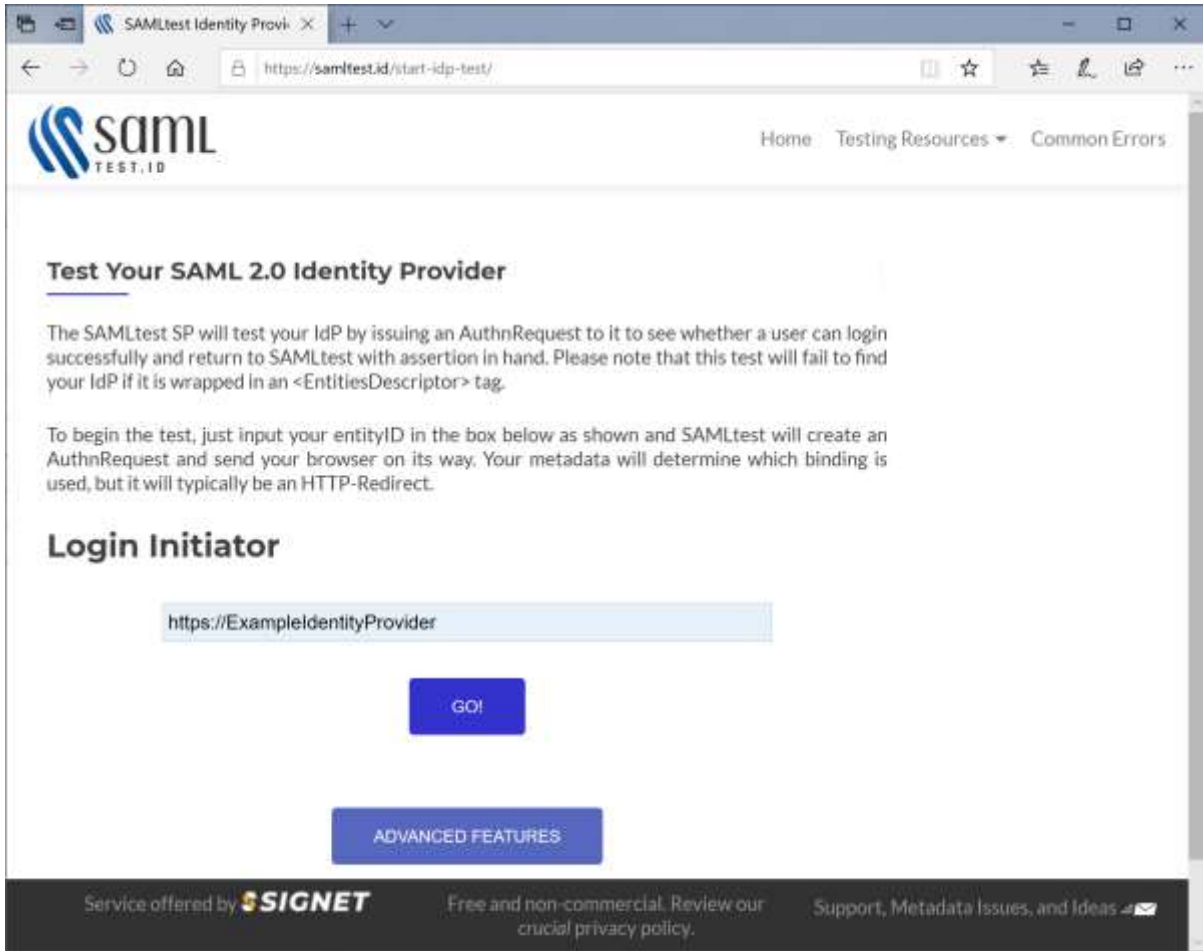 SAMLtest Identity Provi
https://samltest.id/start-idp-test/
saml
TEST.ID
Home Testing Resources Common Errors
Test Your SAML 2.0 Identity Provider
The SAMLtest SP will test your IdP by issuing an AuthnRequest to it to see whether a user can login
successfully and return to SAMLtest with assertion in hand. Please note that this test will fail to find
your IdP if it is wrapped in an <EntitiesDescriptor> tag.
To begin the test, just input your entityID in the box below as shown and SAMLtest will create an
AuthnRequest and send your browser on its way. Your metadata will determine which binding is
used, but it will typically be an HTTP-Redirect.
Login Initiator
https://ExampleIdentityProvider
GO!
ADVANCED FEATURES
Service offered by SIGNET Free and non-commercial. Review our Support, Metadata Issues, and Ideas
crucial privacy policy.